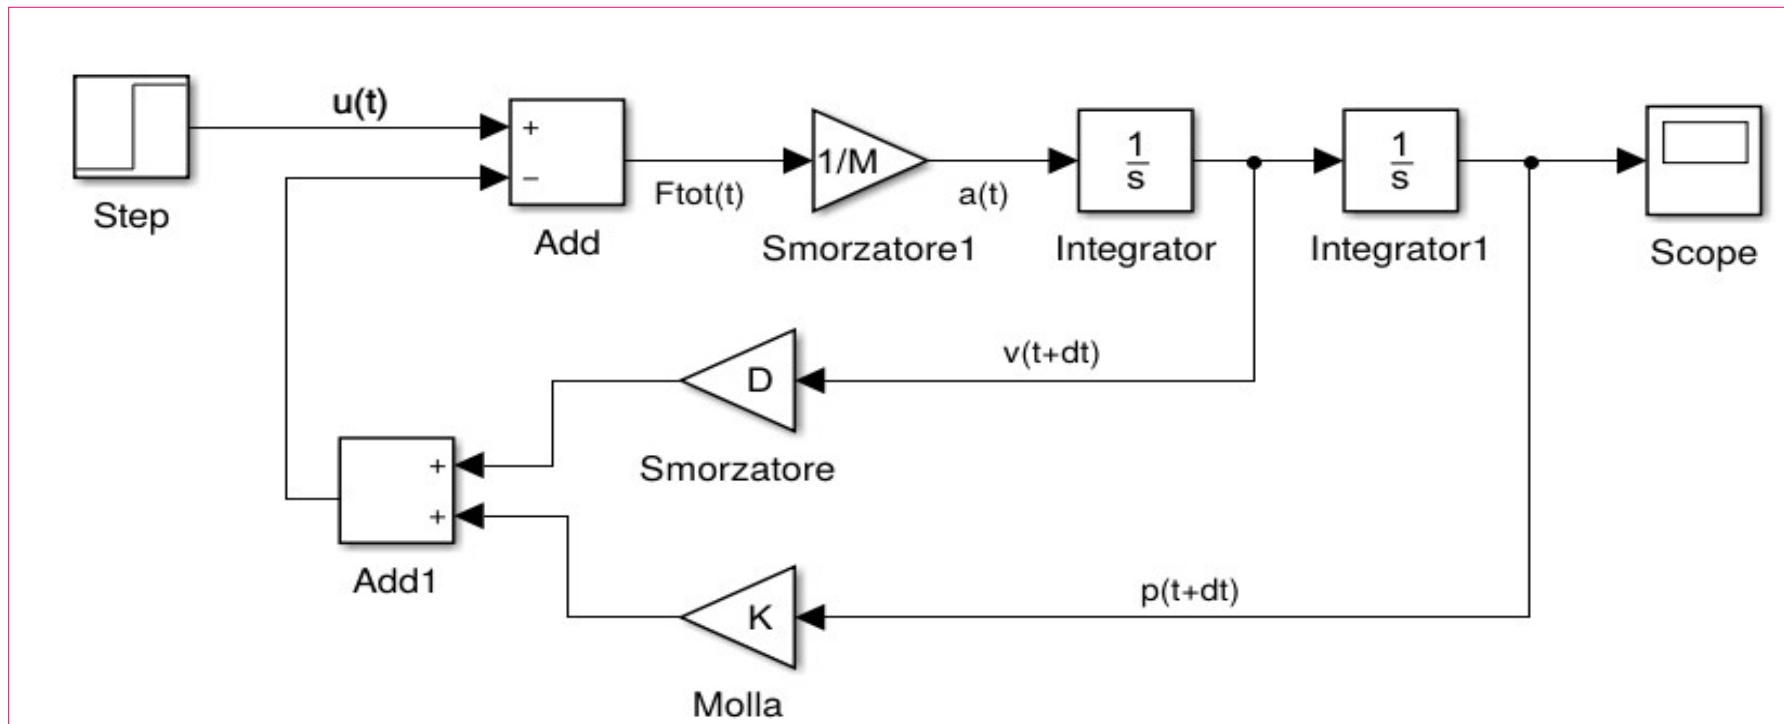 u(t)
+
−
Step
Ftot(t)
Add
1/M
Smorzatore1
a(t)
1
s
Integrator
1
s
Integrator1
Scope
v(t+dt)
D
Smorzatore
+
+
Add1
p(t+dt)
K
Molla